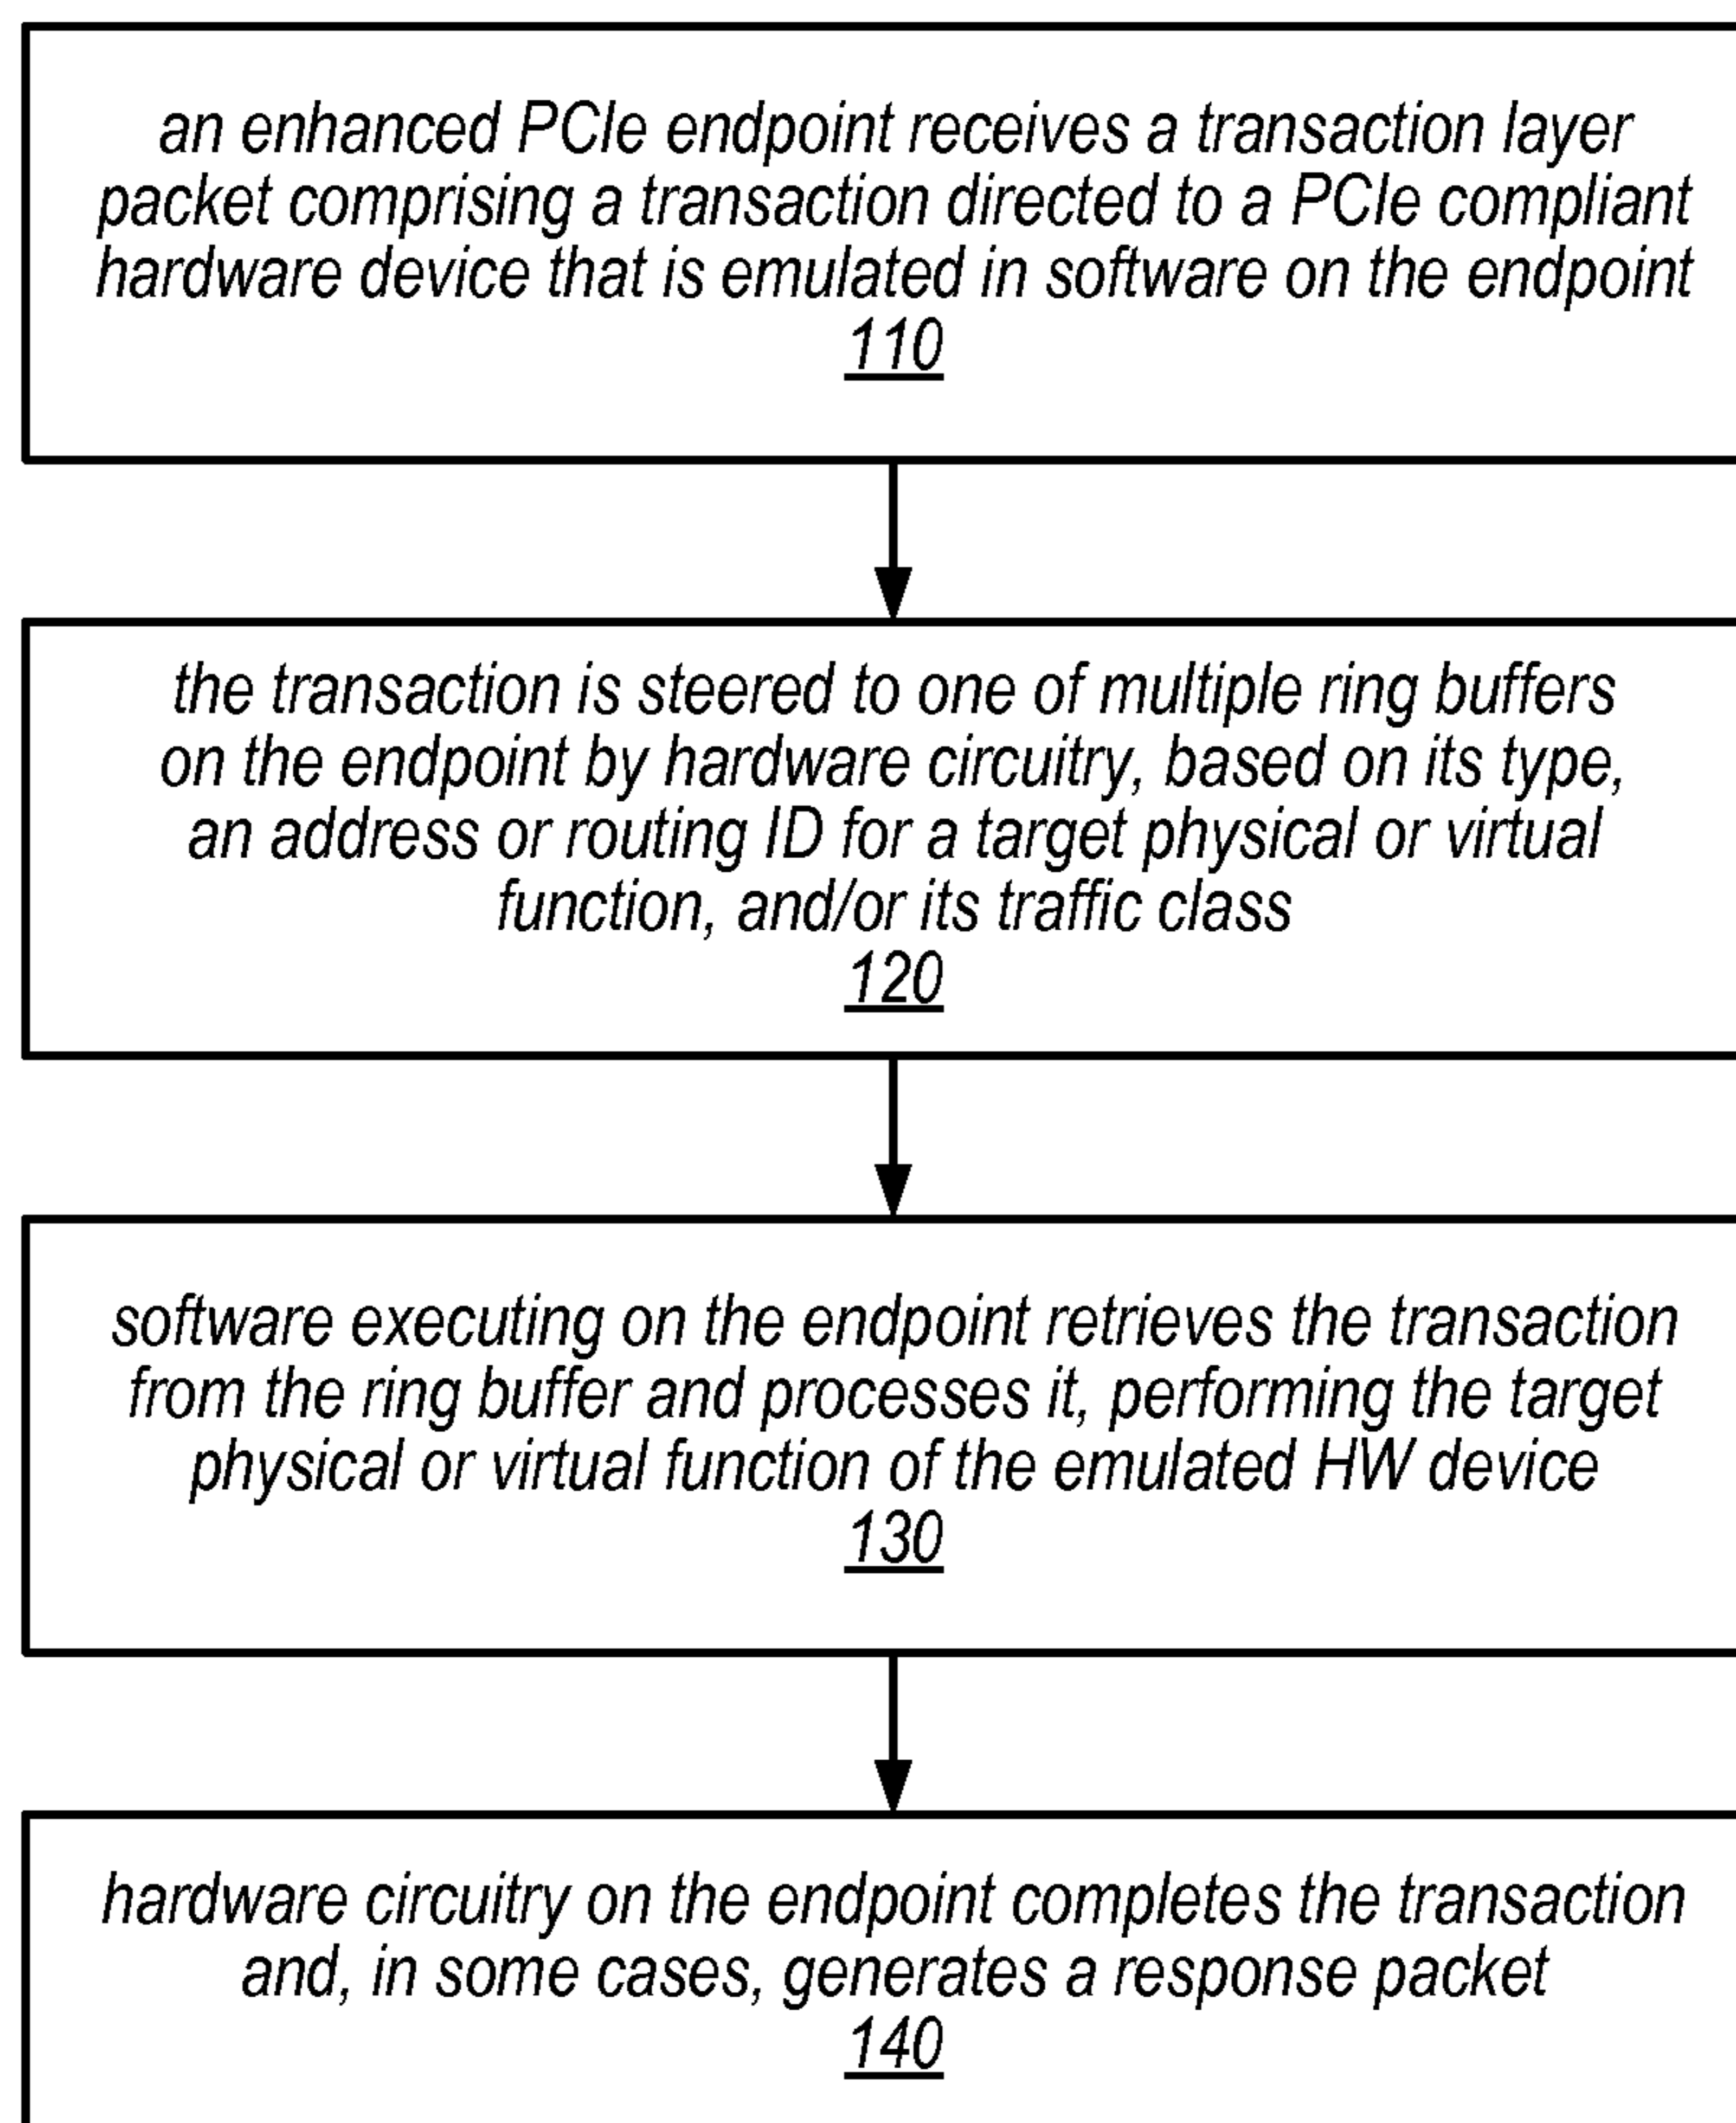 an enhanced PCIe endpoint receives a transaction layer
packet comprising a transaction directed to a PCIe compliant
hardware device that is emulated in software on the endpoint
110
the transaction is steered to one of multiple ring buffers
on the endpoint by hardware circuitry, based on its type,
an address or routing ID for a target physical or virtual
function, and/or its traffic class
120
software executing on the endpoint retrieves the transaction
from the ring buffer and processes it, performing the target
physical or virtual function of the emulated HW device
130
hardware circuitry on the endpoint completes the transaction
and, in some cases, generates a response packet
140